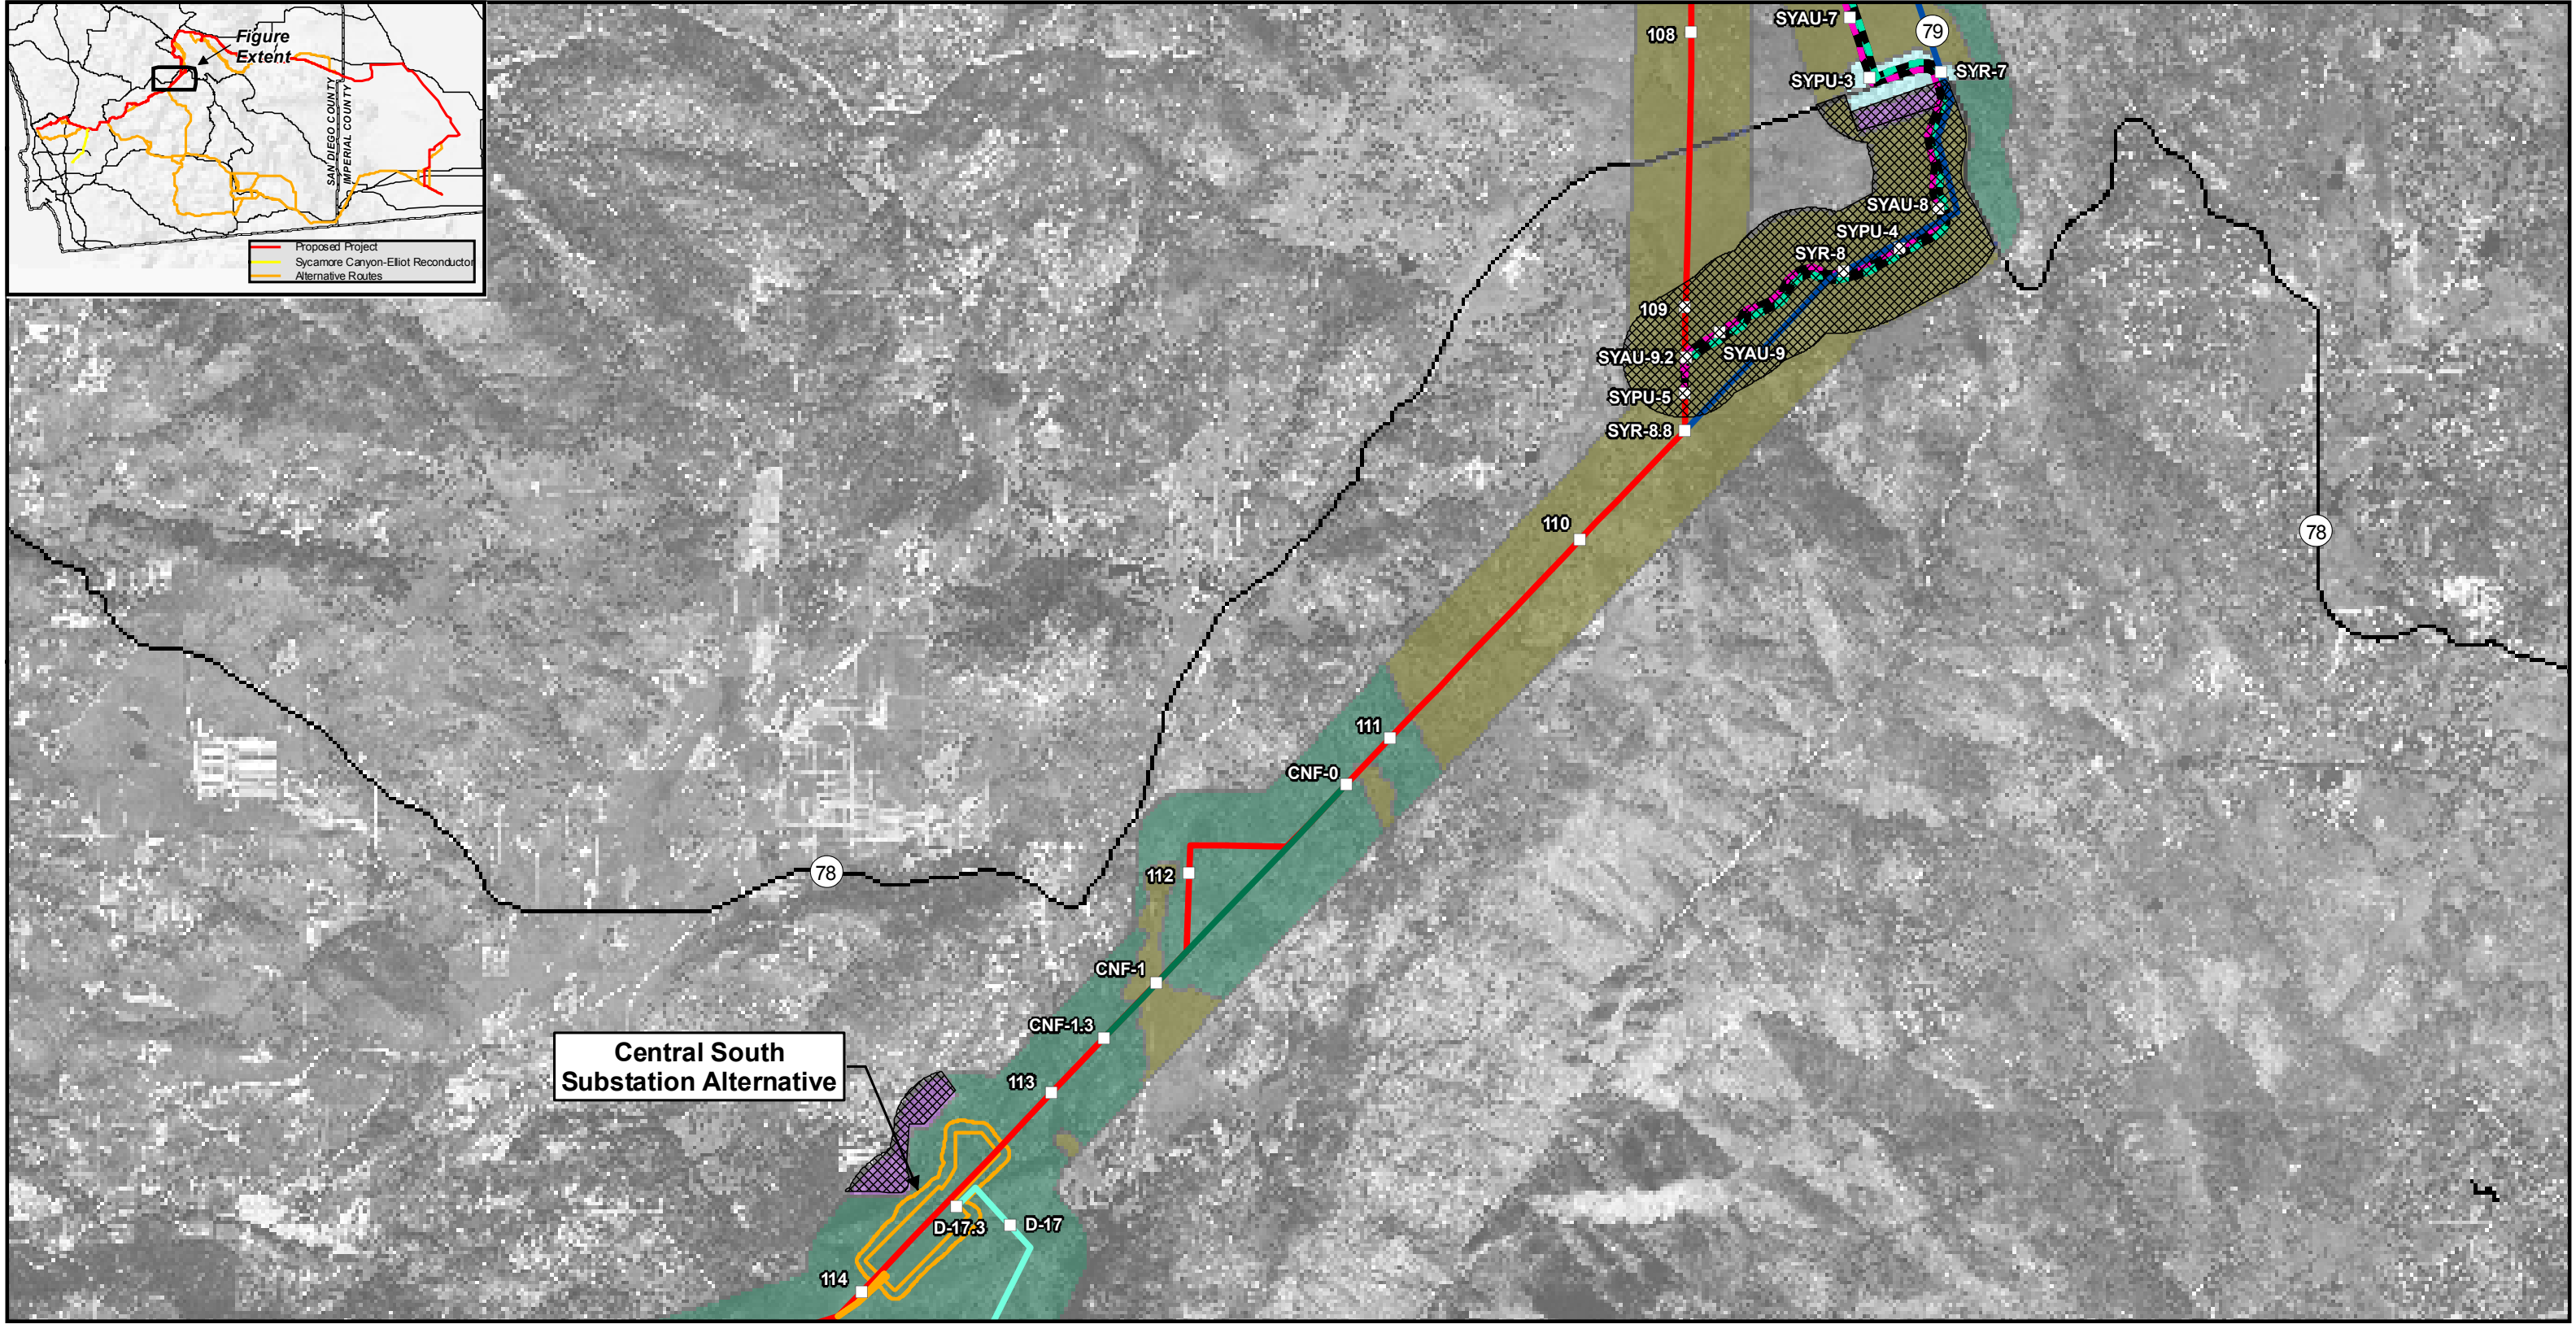 Figure
Extent
SAN DIEGO COUNTY
IMPERIAL COUNTY
Proposed Project
Sycamore Canyon-Elliot Reconductor
Alternative Routes
108
SYAU-7
79
SYPU-3
SYR-7
SYAU-8
SYPU-4
SYR-8
109
SYAU-9.2
SYAU-9
SYPU-5
SYR-8.8
110
78
111
CNF-0
78
112
CNF-1
CNF-1.3
Central South
Substation Alternative
113
D-17.3
D-17
114